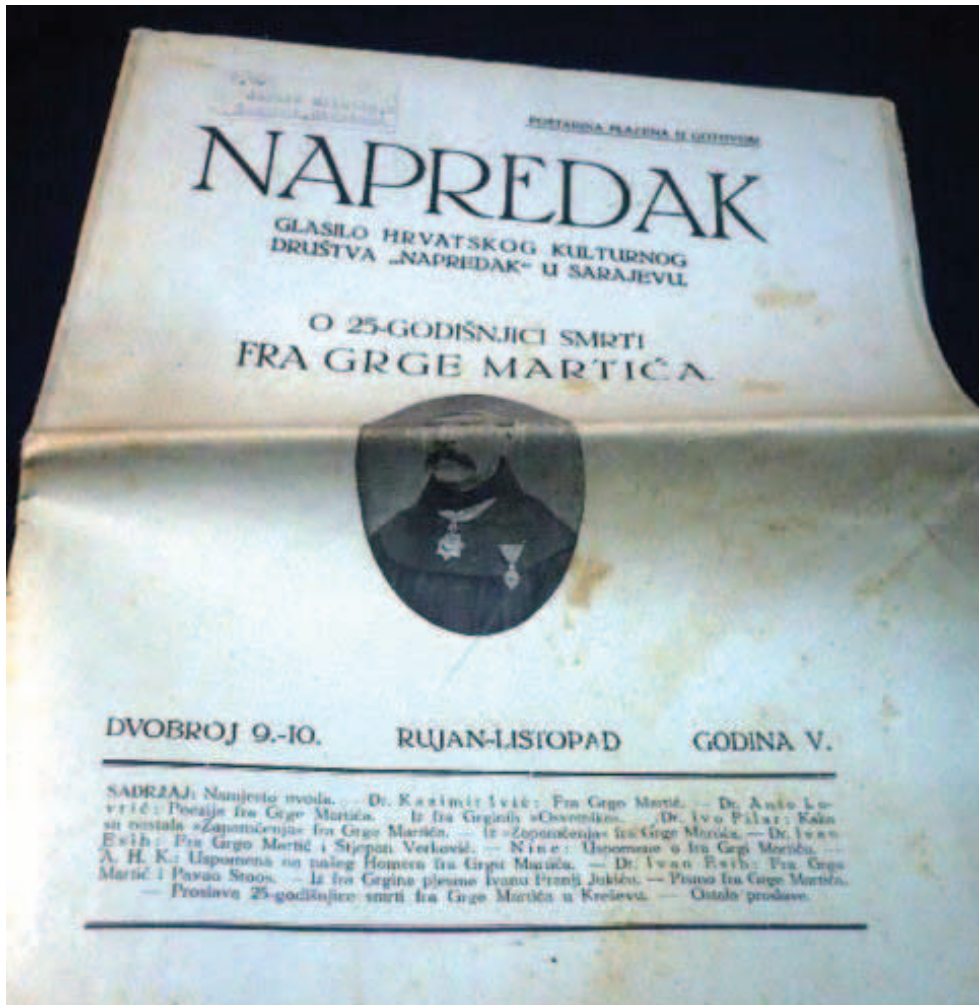 POŠTARINA PLAĆENA U GOTOVOM
NAPREDAK
GLASILO HRVATSKOG KULTURNOG
DRUŠTVA „NAPREDAK“ U SARAJEVU.
O 25-GODIŠNJICI SMRTI
FRA GRGE MARTIĆA
DVOBROJ 9.-10. RUJAN-LISTOPAD GODINA V.
SADRŽAJ: Namjesto uvoda. — Dr. Kazimir Ivić: Fra Grgo Martić. — Dr. Anto Lo-
vrić: Poezija fra Grge Martića. — Iz fra Grginih »Osvetnika«. — Dr. Ivo Pilar: Kako
su nastala »Zapamćenja« fra Grge Martića. — Iz »Zapamćenja« fra Grge Martića. — Dr. Ivan
Esih: Fra Grgo Martić i Stjepan Verković. — Nine: Uspomene o fra Grgi Martiću. —
A. H. K.: Uspomena na našeg Homera fra Grgu Martića. — Dr. Ivan Esih: Fra Grgo
Martić i Pavao Stoos. — Iz fra Grgine pjesme Ivanu Franji Jukiću. — Pismo fra Grge Martića.
— Proslava 25-godišnjice smrti fra Grge Martića u Kreševu. — Ostale proslave.